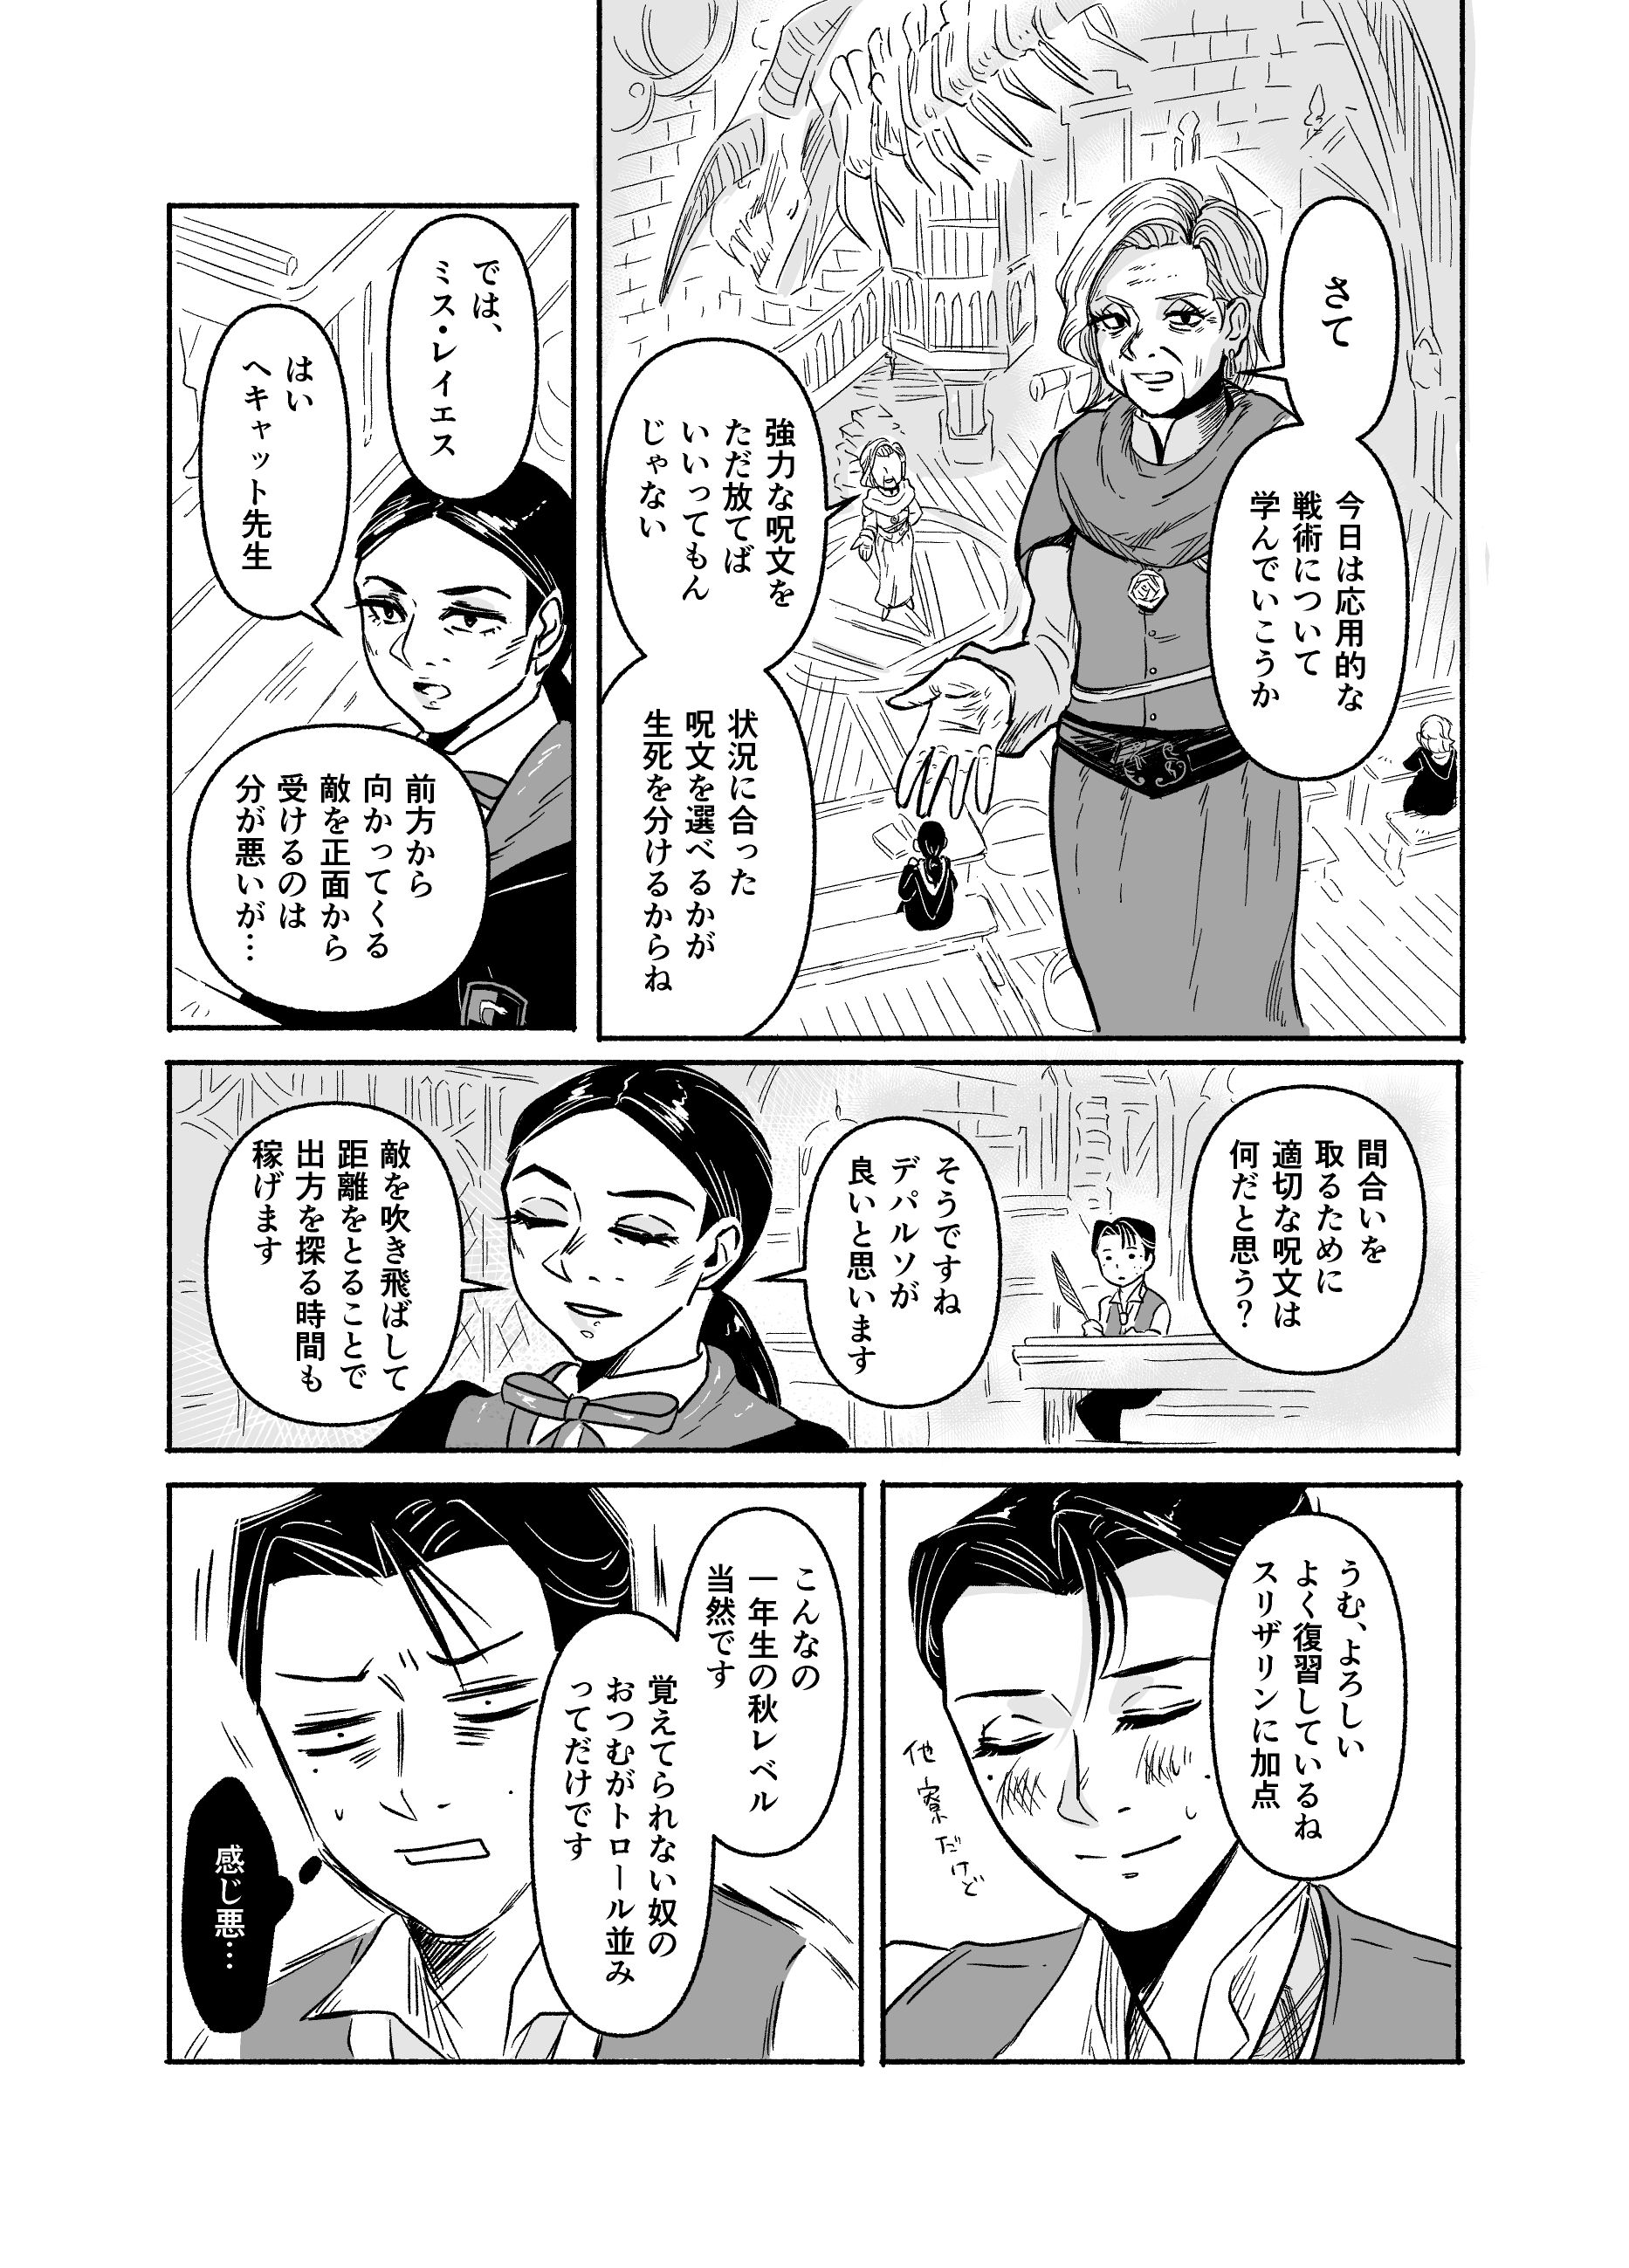 さて
今日は応用的な
戦術について
学んでいこうか
強力な呪文を
ただ放てば
いいってもん
じゃない
状況に合った
呪文を選べるかが
生死を分けるからね
では、
ミス・レイエス
はい
ヘキャット先生
前方から
向かってくる
敵を正面から
受けるのは
分が悪いが…
間合いを
取るために
適切な呪文は
何だと思う?
そうですね
デパルソが
良いと思います
敵を吹き飛ばして
距離をとることで
出方を探る時間も
稼げます
うむ、よろしい
よく復習しているね
スリザリンに加点
他寮だけど
こんなの
一年生の秋レベル
当然です
覚えてられない奴の
おつむがトロール並み
ってだけです
感じ悪…